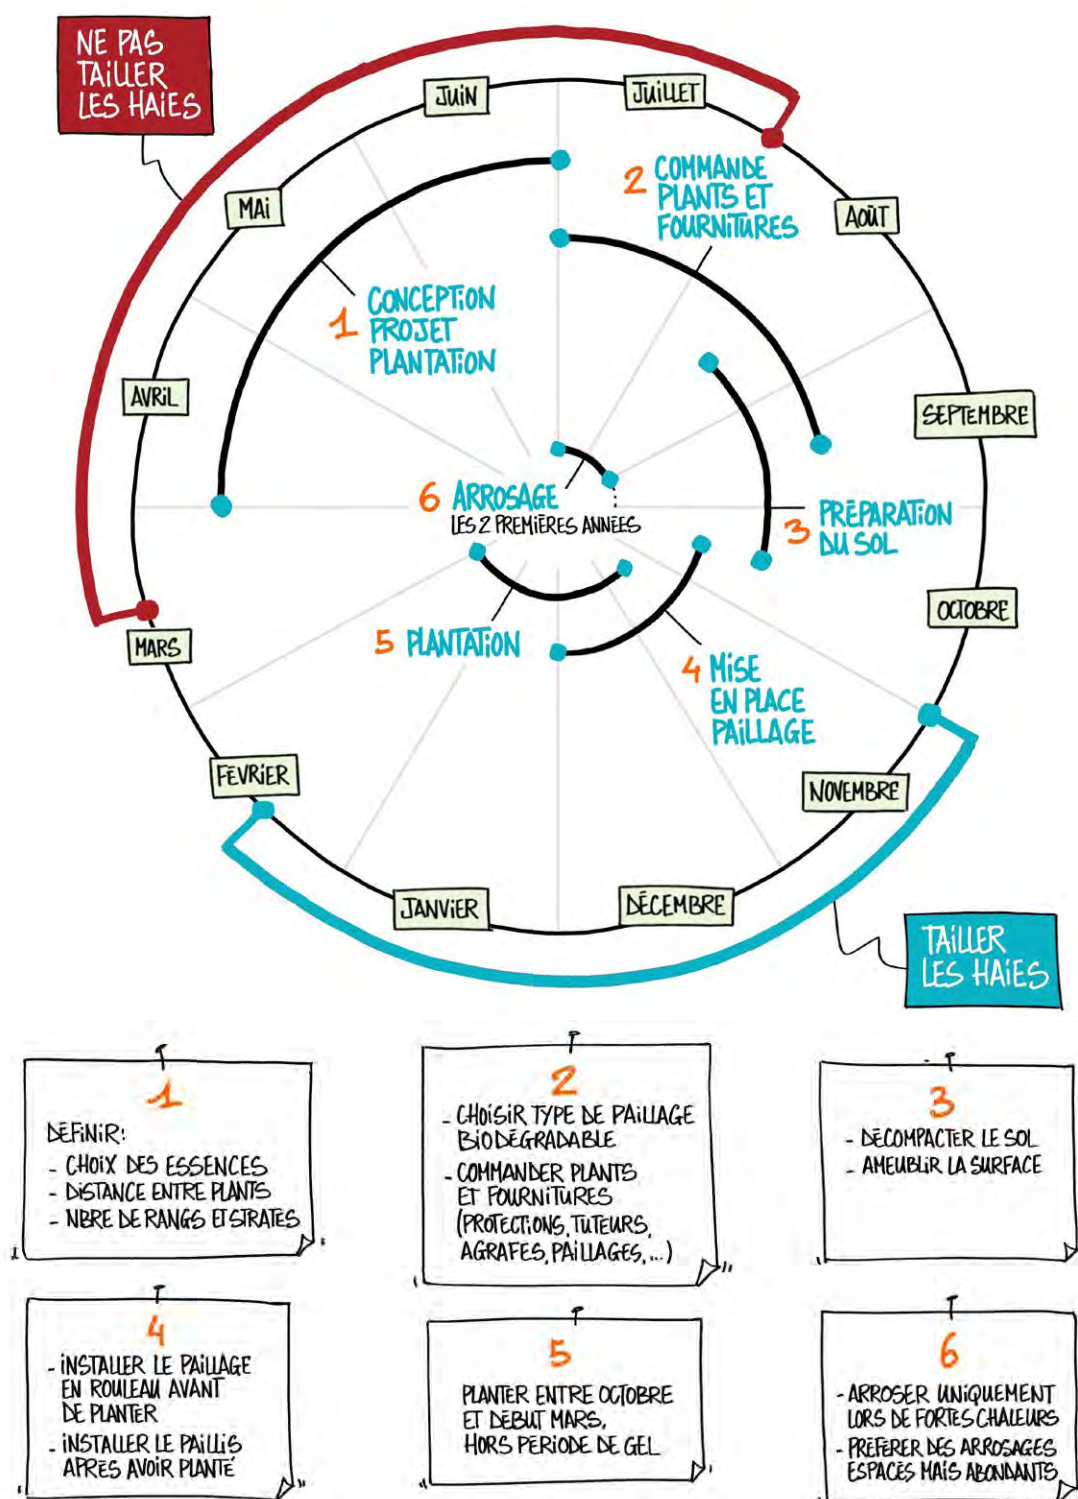 NE PAS
TAILLER
LES HAIES
JUIN
JUILLET
MAI
AOÛT
AVRIL
SEPTEMBRE
MARS
OCTOBRE
FÉVRIER
NOVEMBRE
JANVIER
DÉCEMBRE
2 COMMANDE
PLANTS ET
FOURNITURES
1 CONCEPTION
PROJET
PLANTATION
6 ARROSAGE
LES 2 PREMIÈRES ANNÉES
3 PRÉPARATION
DU SOL
5 PLANTATION
4 MISE
EN PLACE
PAILLAGE
TAILLER
LES HAIES
1
DÉFINIR:
- CHOIX DES ESSENCES
- DISTANCE ENTRE PLANTS
- NBRE DE RANGS ET STRATES
2
- CHOISIR TYPE DE PAILLAGE
BIODÉGRADABLE
- COMMANDER PLANTS
ET FOURNITURES
(PROTECTIONS, TUTEURS,
AGRAFES, PAILLAGES, ...)
3
- DÉCOMPACTER LE SOL
- AMEUBLIR LA SURFACE
4
- INSTALLER LE PAILLAGE
EN ROULEAU AVANT
DE PLANTER
- INSTALLER LE PAILLIS
APRÈS AVOIR PLANTÉ
5
PLANTER ENTRE OCTOBRE
ET DÉBUT MARS,
HORS PÉRIODE DE GEL
6
- ARROSER UNIQUEMENT
LORS DE FORTES CHALEURS
- PRÉFÉRER DES ARROSAGES
ESPACÉS MAIS ABONDANTS